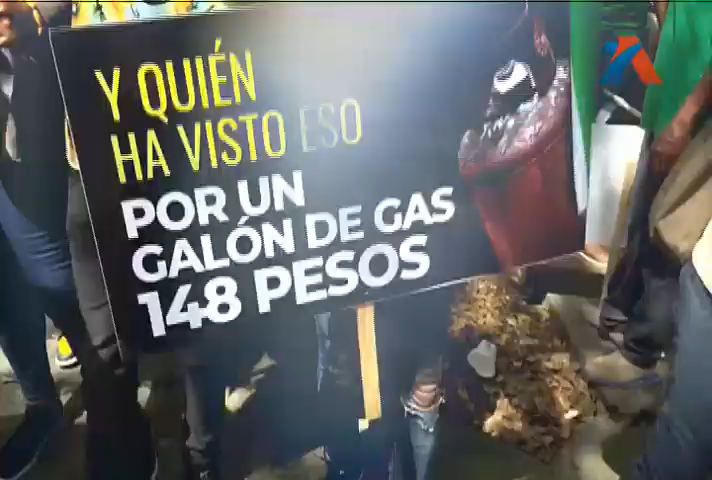 Y QUIÉN
HA VISTO ESO
POR UN
GALÓN DE GAS
148 PESOS